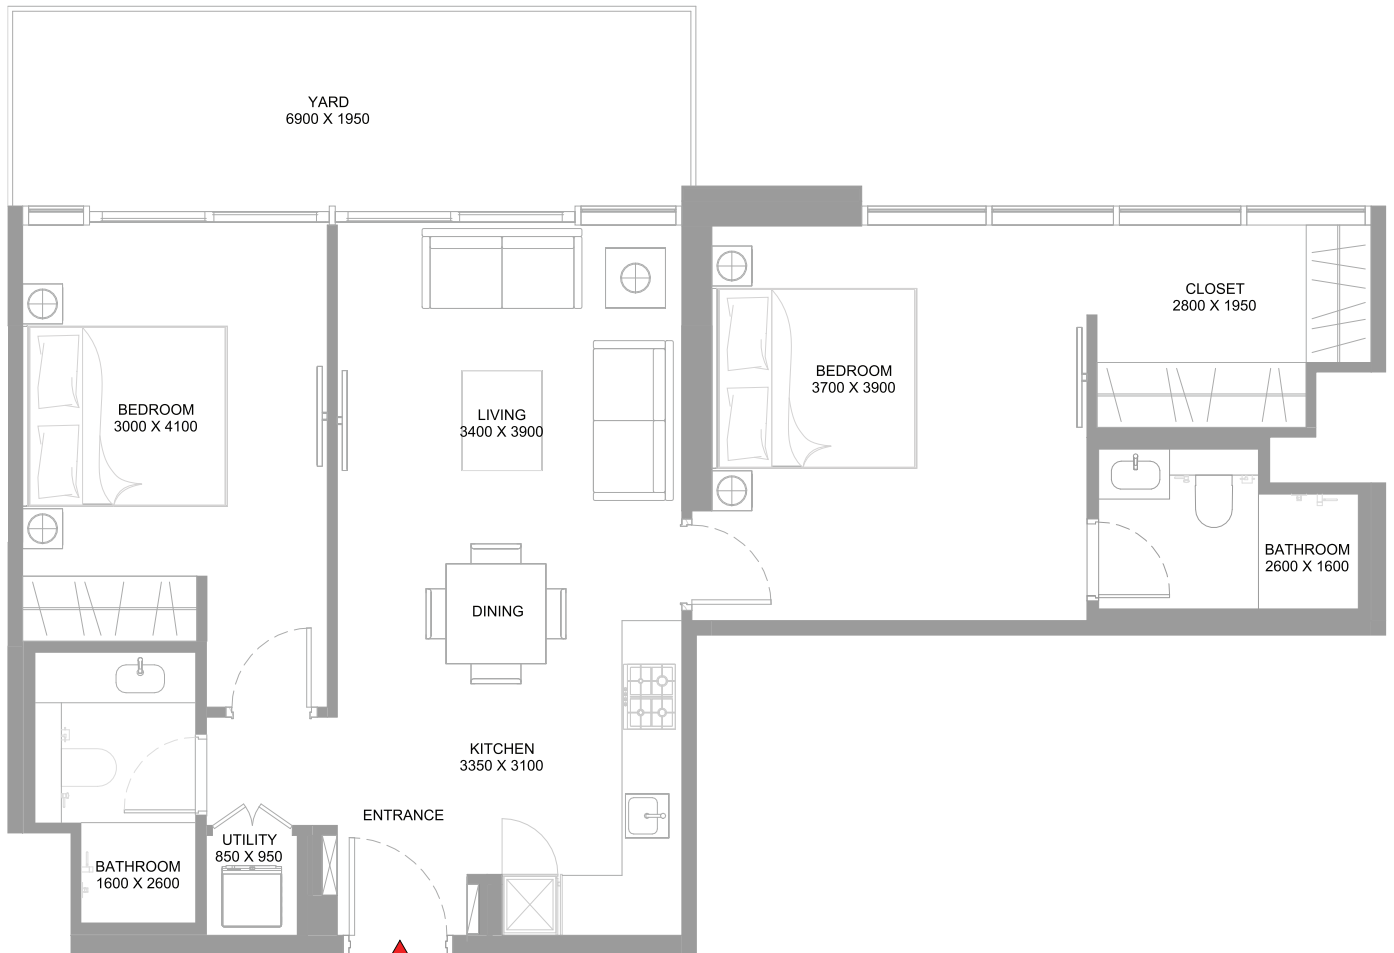 YARD
6900 X 1950
CLOSET
2800 X 1950
BEDROOM
3700 X 3900
BEDROOM
3000 X 4100
LIVING
3400 X 3900
BATHROOM
2600 X 1600
DINING
KITCHEN
3350 X 3100
ENTRANCE
UTILITY
850 X 950
BATHROOM
1600 X 2600